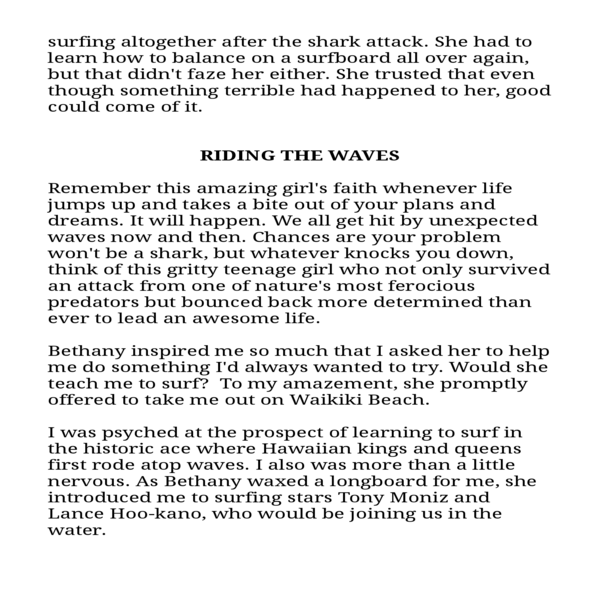 surfing altogether after the shark attack. She had to
learn how to balance on a surfboard all over again,
but that didn't faze her either. She trusted that even
though something terrible had happened to her, good
could come of it.
RIDING THE WAVES
Remember this amazing girl's faith whenever life
jumps up and takes a bite out of your plans and
dreams. It will happen. We all get hit by unexpected
waves now and then. Chances are your problem
won't be a shark, but whatever knocks you down,
think of this gritty teenage girl who not only survived
an attack from one of nature's most ferocious
predators but bounced back more determined than
ever to lead an awesome life.
Bethany inspired me so much that I asked her to help
me do something I'd always wanted to try. Would she
teach me to surf?  To my amazement, she promptly
offered to take me out on Waikiki Beach.
I was psyched at the prospect of learning to surf in
the historic ace where Hawaiian kings and queens
first rode atop waves. I also was more than a little
nervous. As Bethany waxed a longboard for me, she
introduced me to surfing stars Tony Moniz and
Lance Hoo-kano, who would be joining us in the
water.